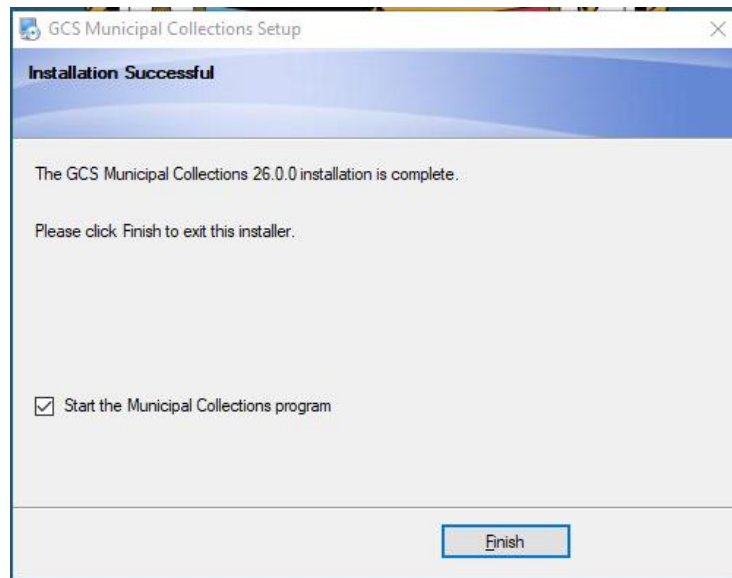 GCS Municipal Collections Setup
Installation Successful
The GCS Municipal Collections 26.0.0 installation is complete.
Please click Finish to exit this installer.
Start the Municipal Collections program
Finish